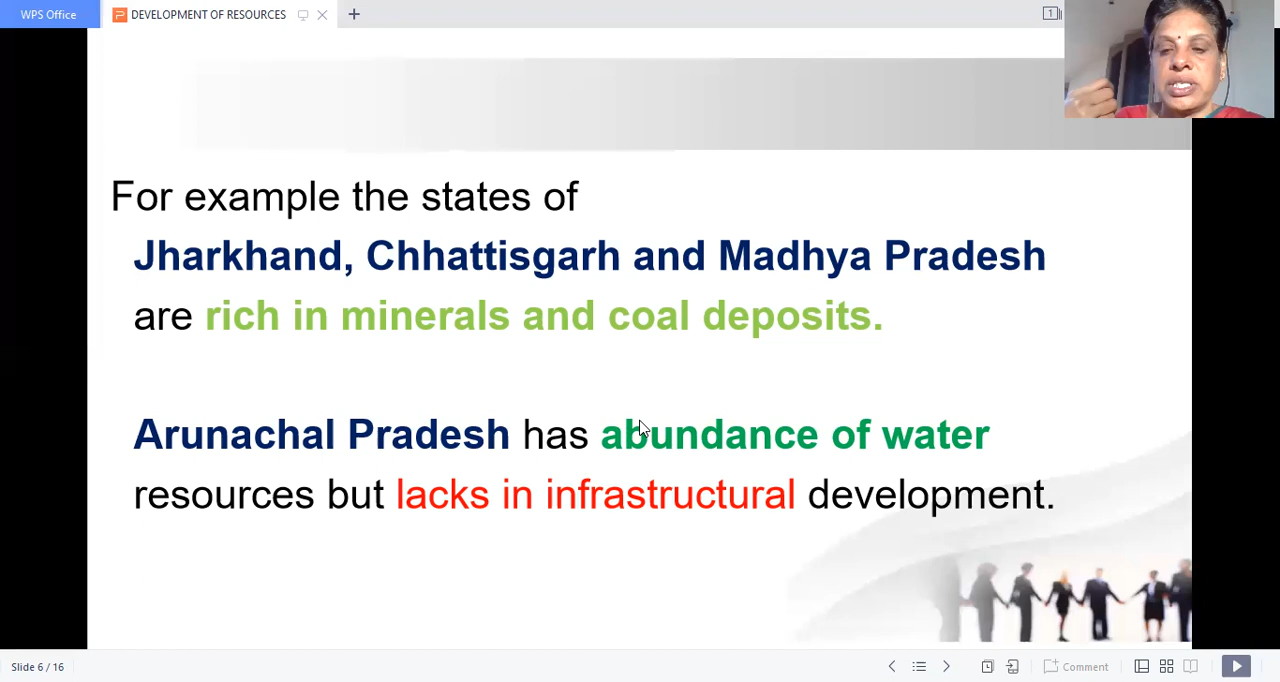 WPS Office
DEVELOPMENT OF RESOURCES
1
For example the states of
Jharkhand, Chhattisgarh and Madhya Pradesh
are rich in minerals and coal deposits.
Arunachal Pradesh has abundance of water
resources but lacks in infrastructural development.
Slide 6 / 16
Comment